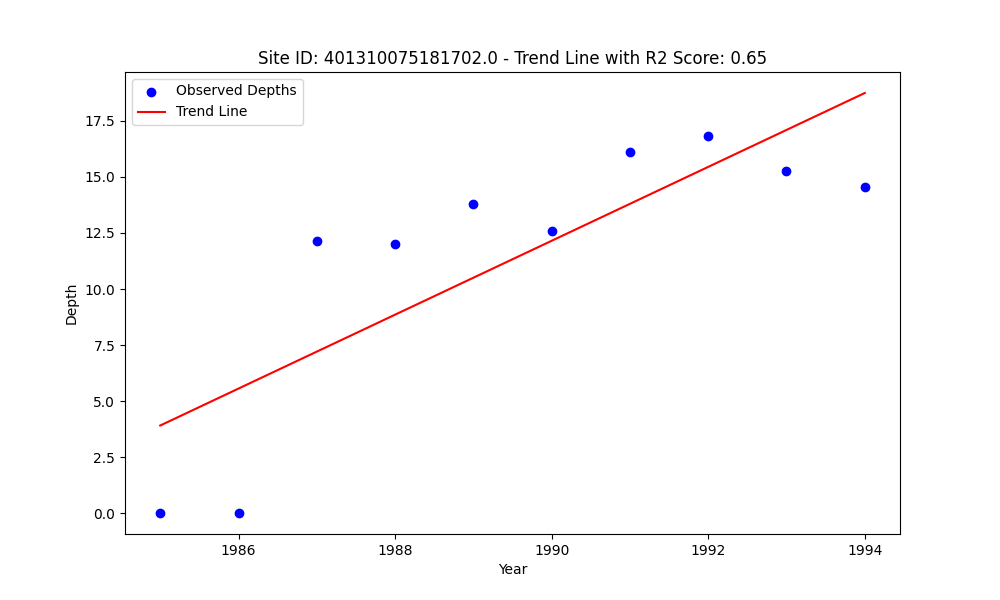 Site ID: 401310075181702.0 - Trend Line with R2 Score: 0.65
Observed Depths
Trend Line
Depth
17.5
15.0
12.5
10.0
7.5
5.0
2.5
0.0
1986 1988 1990 1992 1994
Year